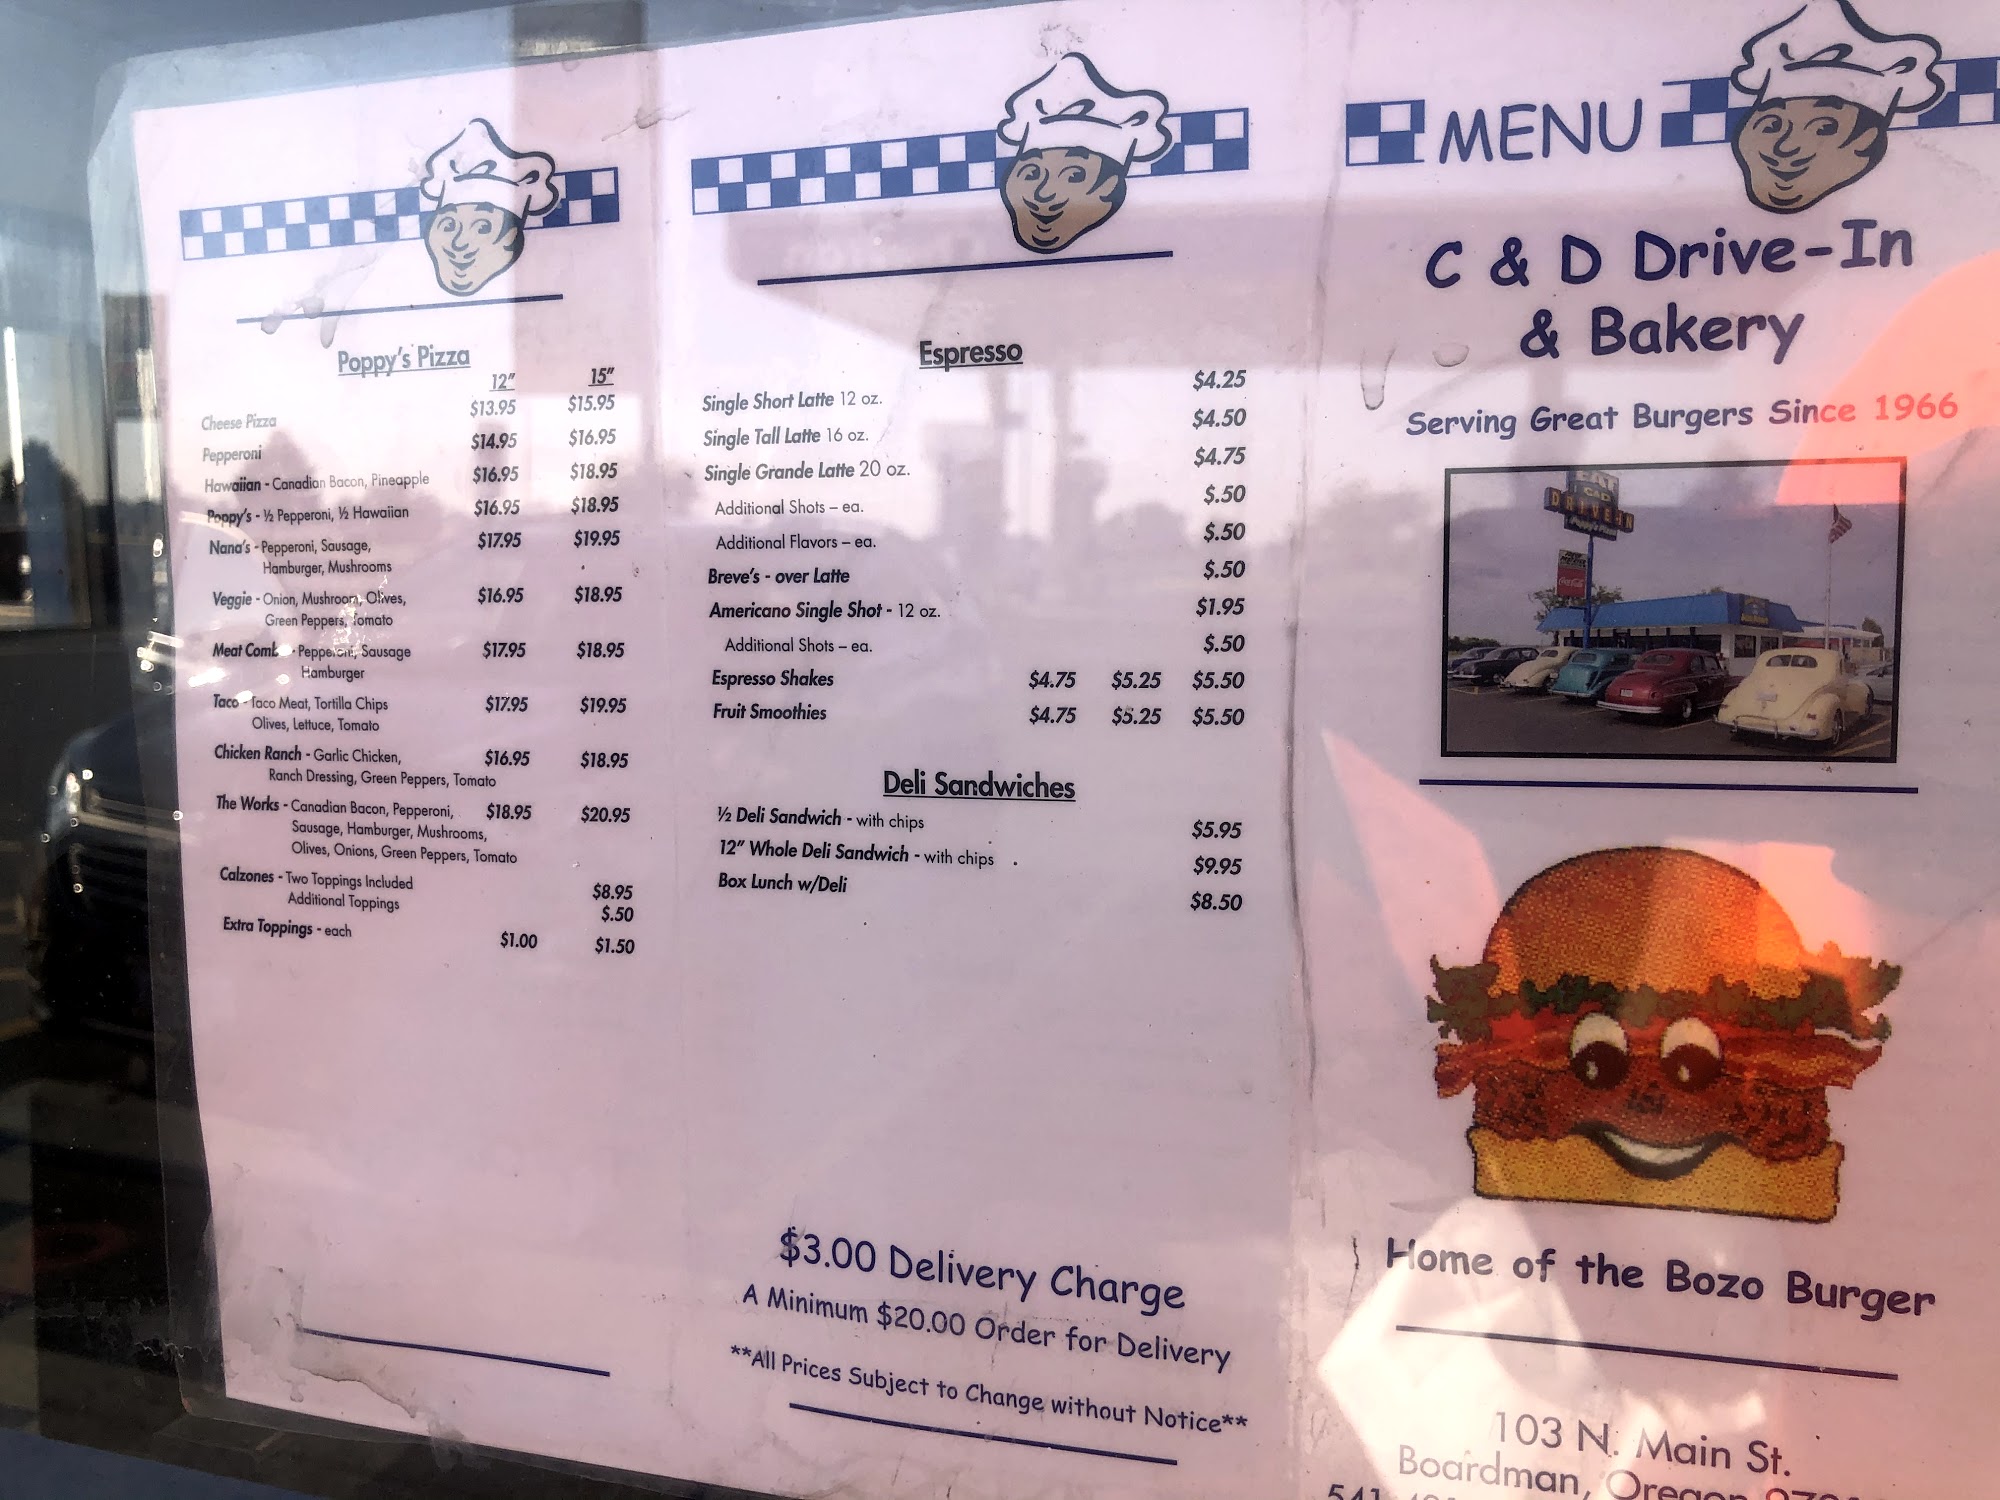 Poppy's Pizza
12" 15"
Cheese Pizza $13.95 $15.95
Pepperoni $14.95 $16.95
Hawaiian - Canadian Bacon, Pineapple $16.95 $18.95
Poppy's - ½ Pepperoni, ½ Hawaiian $16.95 $18.95
Nana's - Pepperoni, Sausage, $17.95 $19.95
Hamburger, Mushrooms
Veggie - Onion, Mushroom, Olives, $16.95 $18.95
Green Peppers, Tomato
Meat Comb - Pepperoni, Sausage $17.95 $18.95
Hamburger
Taco - Taco Meat, Tortilla Chips $17.95 $19.95
Olives, Lettuce, Tomato
Chicken Ranch - Garlic Chicken, $16.95 $18.95
Ranch Dressing, Green Peppers, Tomato
The Works - Canadian Bacon, Pepperoni, $18.95 $20.95
Sausage, Hamburger, Mushrooms,
Olives, Onions, Green Peppers, Tomato
Calzones - Two Toppings Included $8.95
Additional Toppings $.50
Extra Toppings - each $1.00 $1.50
Espresso
Single Short Latte 12 oz. $4.25
Single Tall Latte 16 oz. $4.50
Single Grande Latte 20 oz. $4.75
Additional Shots – ea. $.50
Additional Flavors – ea. $.50
Breve's - over Latte $.50
Americano Single Shot - 12 oz. $1.95
Additional Shots – ea. $.50
Espresso Shakes $4.75 $5.25 $5.50
Fruit Smoothies $4.75 $5.25 $5.50
Deli Sandwiches
½ Deli Sandwich - with chips $5.95
12" Whole Deli Sandwich - with chips $9.95
Box Lunch w/Deli $8.50
$3.00 Delivery Charge
A Minimum $20.00 Order for Delivery
**All Prices Subject to Change without Notice**
MENU
C & D Drive-In
& Bakery
Serving Great Burgers Since 1966
EAT
C&D
DRIVE IN
Poppy's Pizza
Coca-Cola
Home of the Bozo Burger
103 N. Main St.
Boardman, Oregon
541